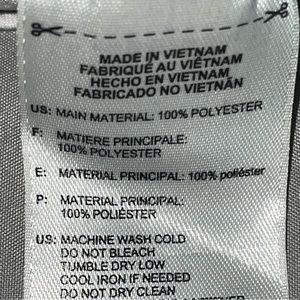 MADE IN VIETNAM
FABRIQUÉ AU VIÊTNAM
HECHO EN VIETNAM
FABRICADO NO VIETNÃN
US: MAIN MATERIAL: 100% POLYESTER
F: MATIERE PRINCIPALE:
100% POLYESTER
E: MATERIAL PRINCIPAL: 100% poliéster
P: MATERIAL PRINCIPAL:
100% POLIÉSTER
US: MACHINE WASH COLD
DO NOT BLEACH
TUMBLE DRY LOW
COOL IRON IF NEEDED
DO NOT DRY CLEAN